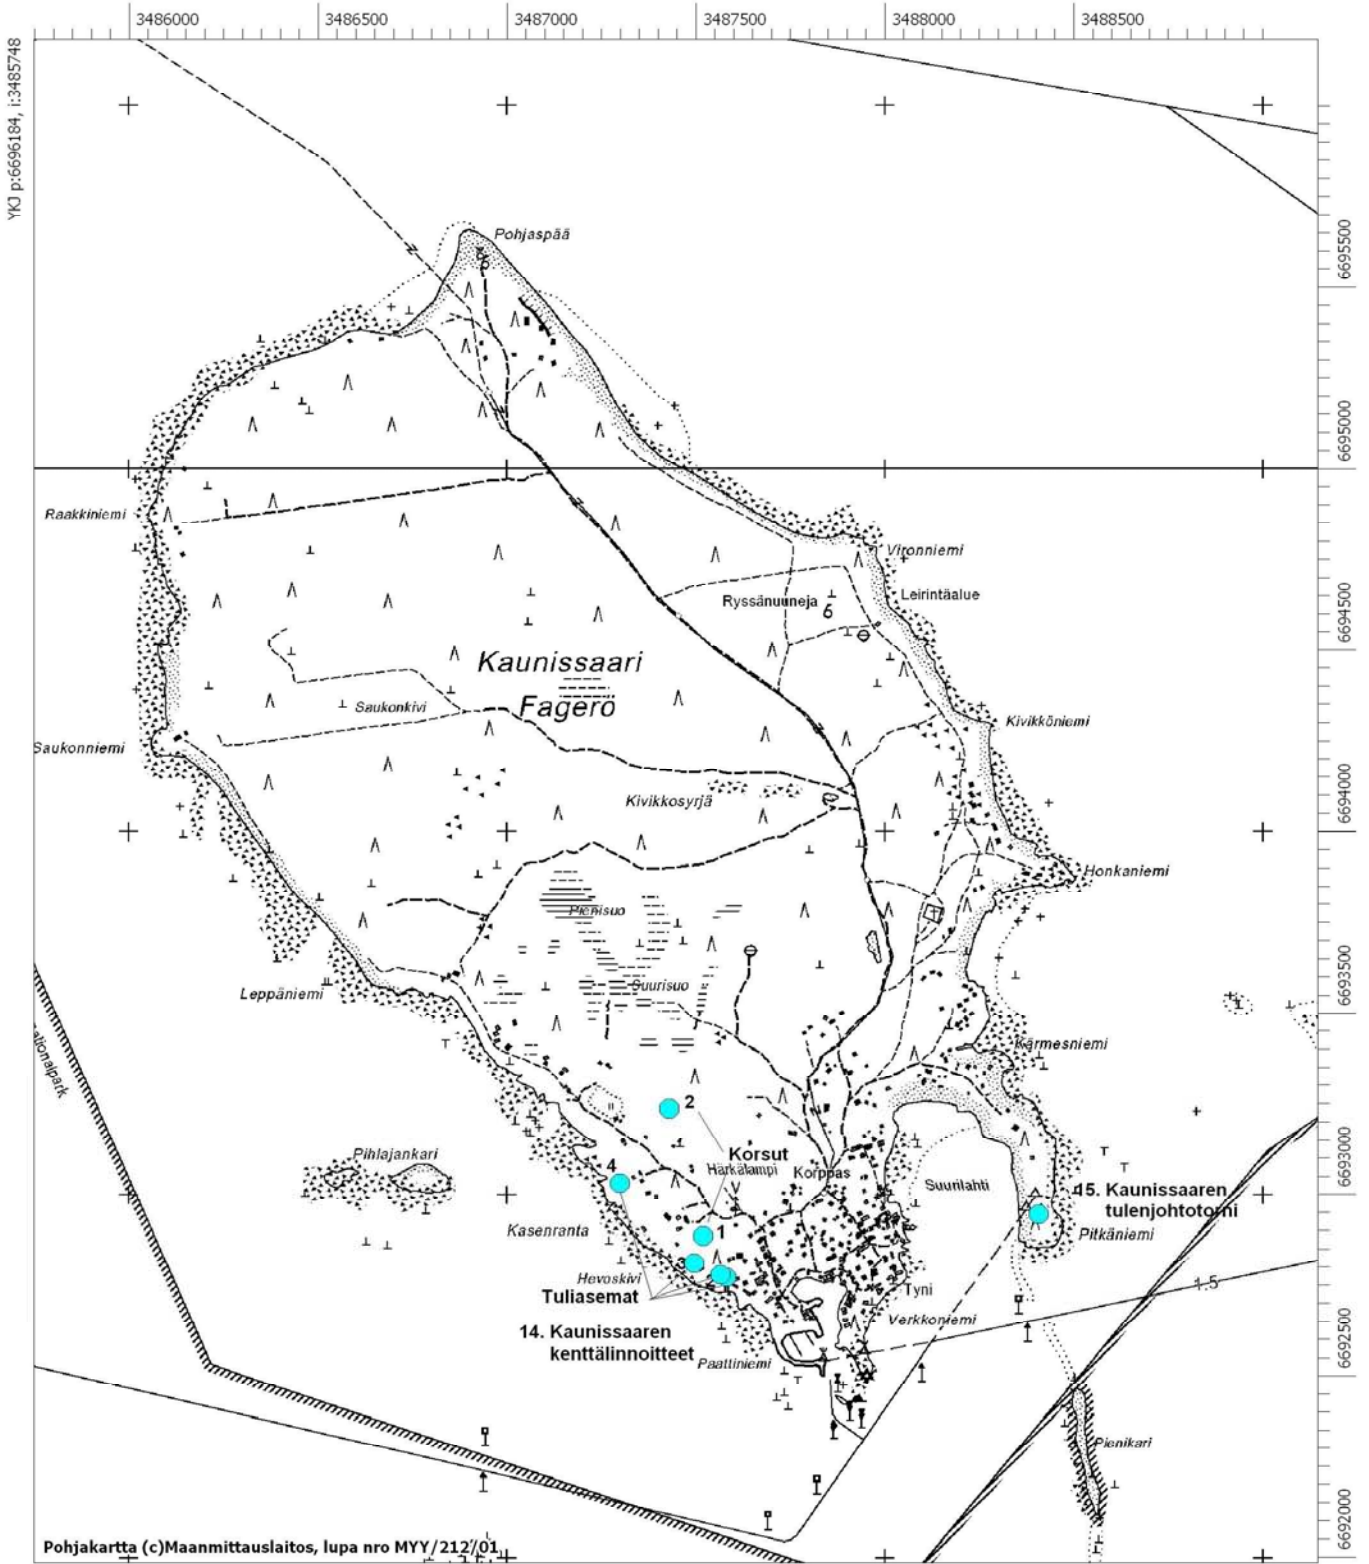 3486000
3486500
3487000
3487500
3488000
3488500
YKJ p:6696184, i:3485748
Pohjaspää
6695500
6695000
Raakkiniemi
Vironniemi
Ryssänuuneja
Leirintäalue
6694500
Kaunissaari
Fagerö
Saukonkivi
Kivikköniemi
Saukonniemi
Kivikkosyrjä
6694000
Honkaniemi
Pienisuo
Suurisuo
6693500
Leppäniemi
Kärmesniemi
ationalpark
2
Pihlajankari
Korsut
Härkälampi
Korppas
6693000
4
Suurilahti
15. Kaunissaaren
tulenjohtotorni
Kasenranta
1
Pitkäniemi
3
Hevoskivi
Tuliasemat
Tyni
1.5
Verkkoniemi
14. Kaunissaaren
kenttälinnoitteet
Paattiniemi
6692500
Pienikari
6692000
Pohjakartta (c)Maanmittauslaitos, lupa nro MYY/212/01